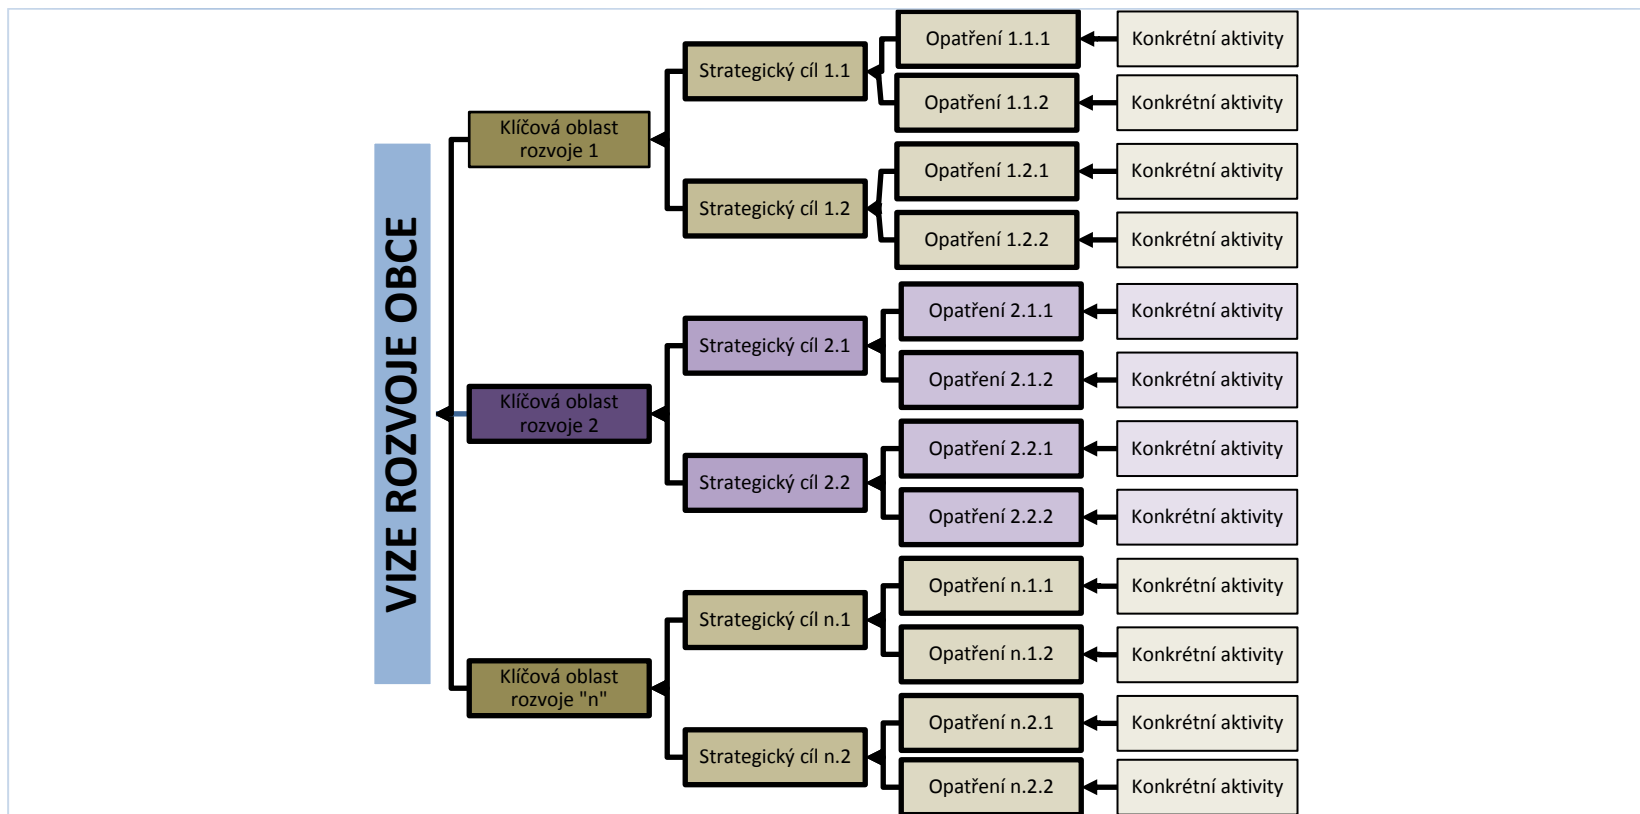 VIZE ROZVOJE OBCE
Klíčová oblast
rozvoje 1
Strategický cíl 1.1
Opatření 1.1.1
Konkrétní aktivity
Opatření 1.1.2
Konkrétní aktivity
Strategický cíl 1.2
Opatření 1.2.1
Konkrétní aktivity
Opatření 1.2.2
Konkrétní aktivity
Klíčová oblast
rozvoje 2
Strategický cíl 2.1
Opatření 2.1.1
Konkrétní aktivity
Opatření 2.1.2
Konkrétní aktivity
Strategický cíl 2.2
Opatření 2.2.1
Konkrétní aktivity
Opatření 2.2.2
Konkrétní aktivity
Klíčová oblast
rozvoje "n"
Strategický cíl n.1
Opatření n.1.1
Konkrétní aktivity
Opatření n.1.2
Konkrétní aktivity
Strategický cíl n.2
Opatření n.2.1
Konkrétní aktivity
Opatření n.2.2
Konkrétní aktivity